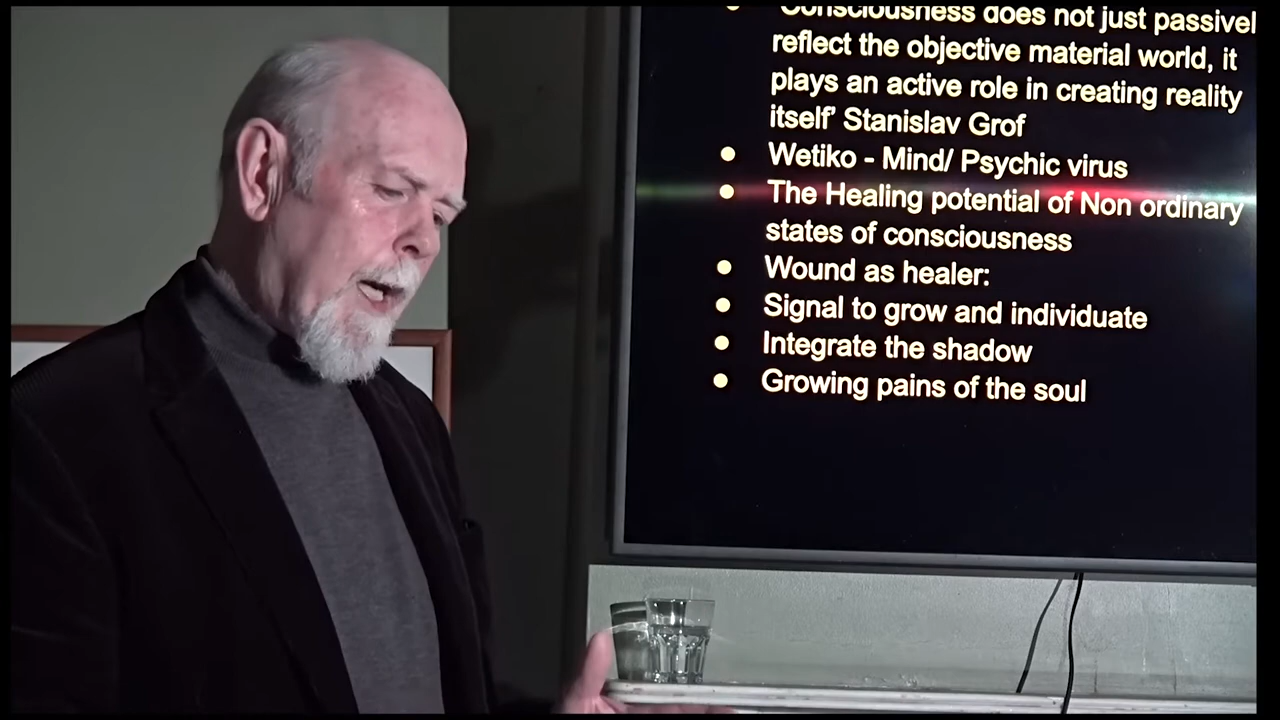 Consciousness does not just passivel
reflect the objective material world, it
plays an active role in creating reality
itself' Stanislav Grof
Wetiko - Mind/ Psychic virus
The Healing potential of Non ordinary
states of consciousness
Wound as healer:
Signal to grow and individuate
Integrate the shadow
Growing pains of the soul